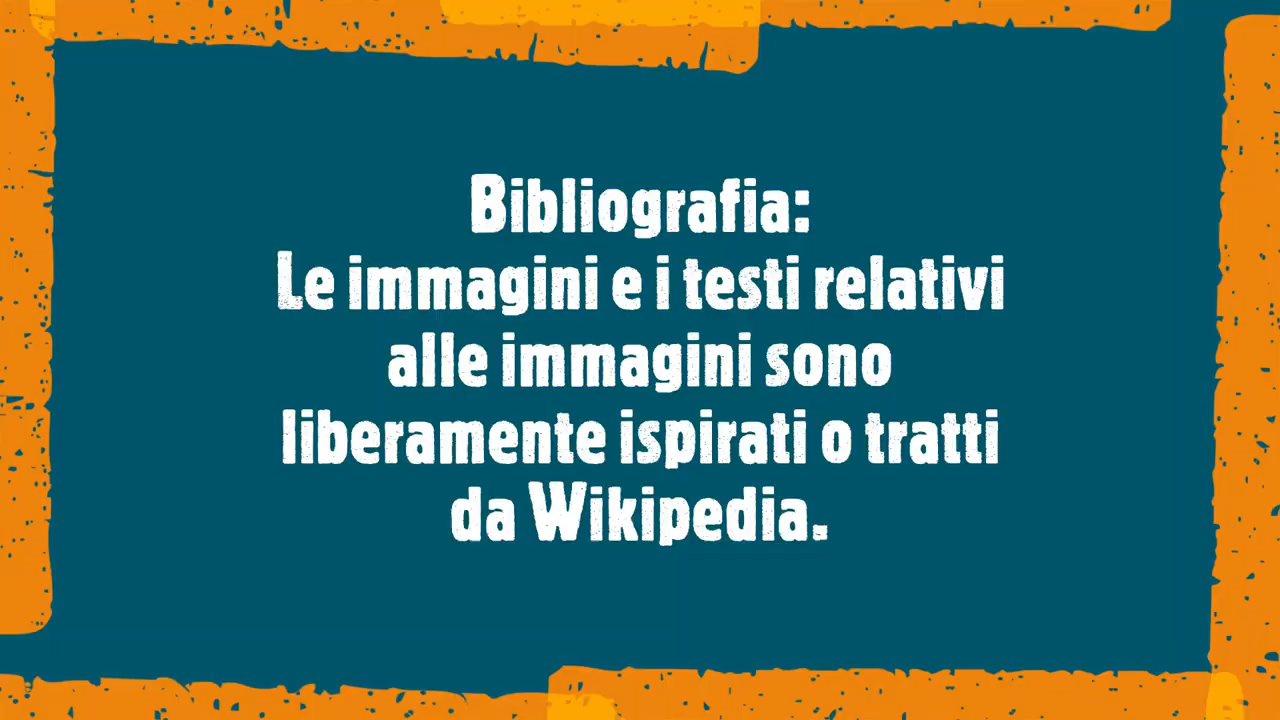 Bibliografia:
Le immagini e i testi relativi
alle immagini sono
liberamente ispirati o tratti
da Wikipedia.